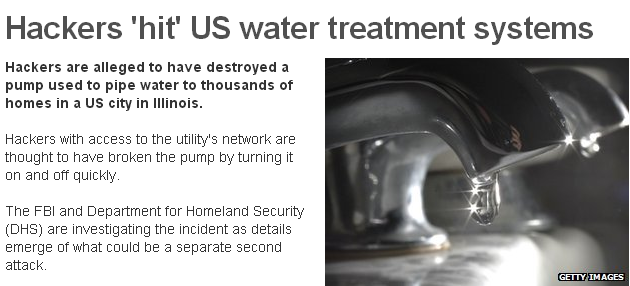 Hackers 'hit' US water treatment systems
Hackers are alleged to have destroyed a
pump used to pipe water to thousands of
homes in a US city in Illinois.
Hackers with access to the utility's network are
thought to have broken the pump by turning it
on and off quickly.
The FBI and Department for Homeland Security
(DHS) are investigating the incident as details
emerge of what could be a separate second
attack.
GETTY IMAGES